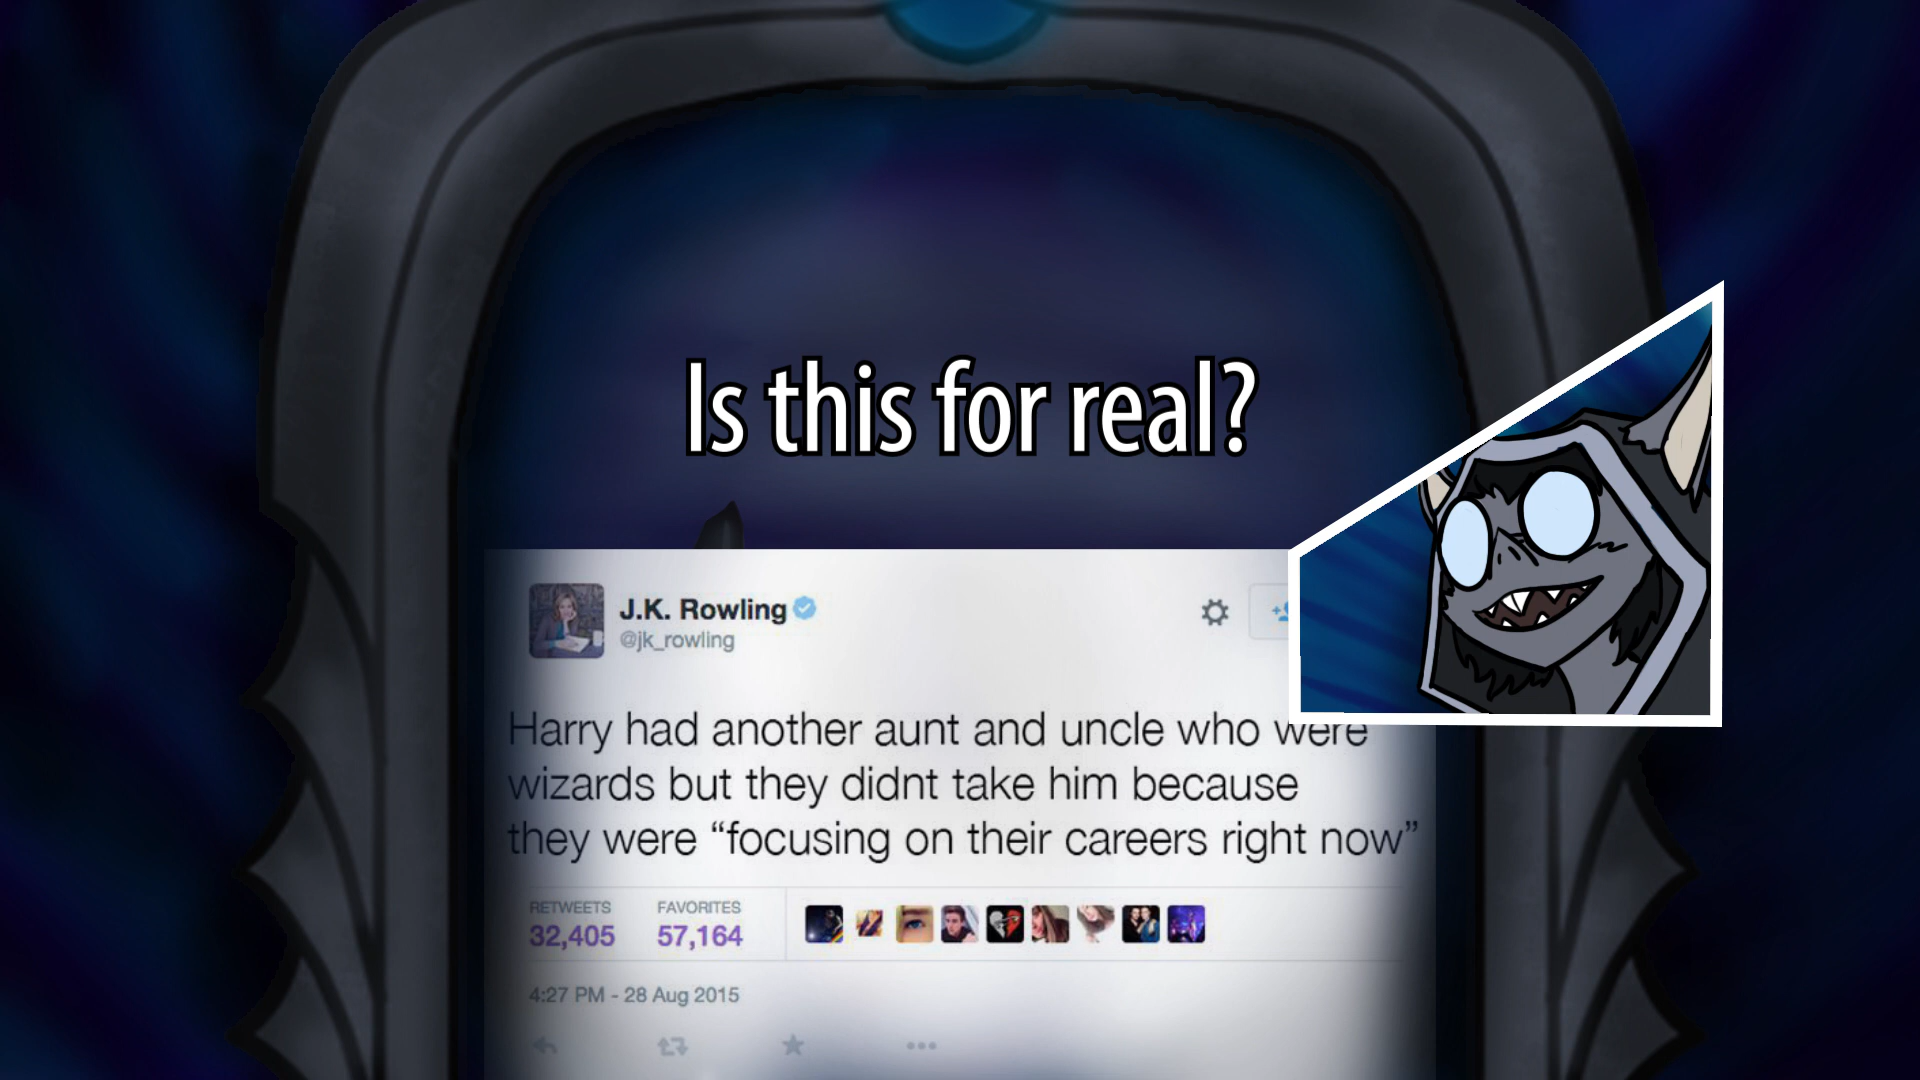 Is this for real?
J.K. Rowling
@jk_rowling
Harry had another aunt and uncle who were
wizards but they didnt take him because
they were “focusing on their careers right now”
RETWEETS FAVORITES
32,405 57,164
4:27 PM - 28 Aug 2015